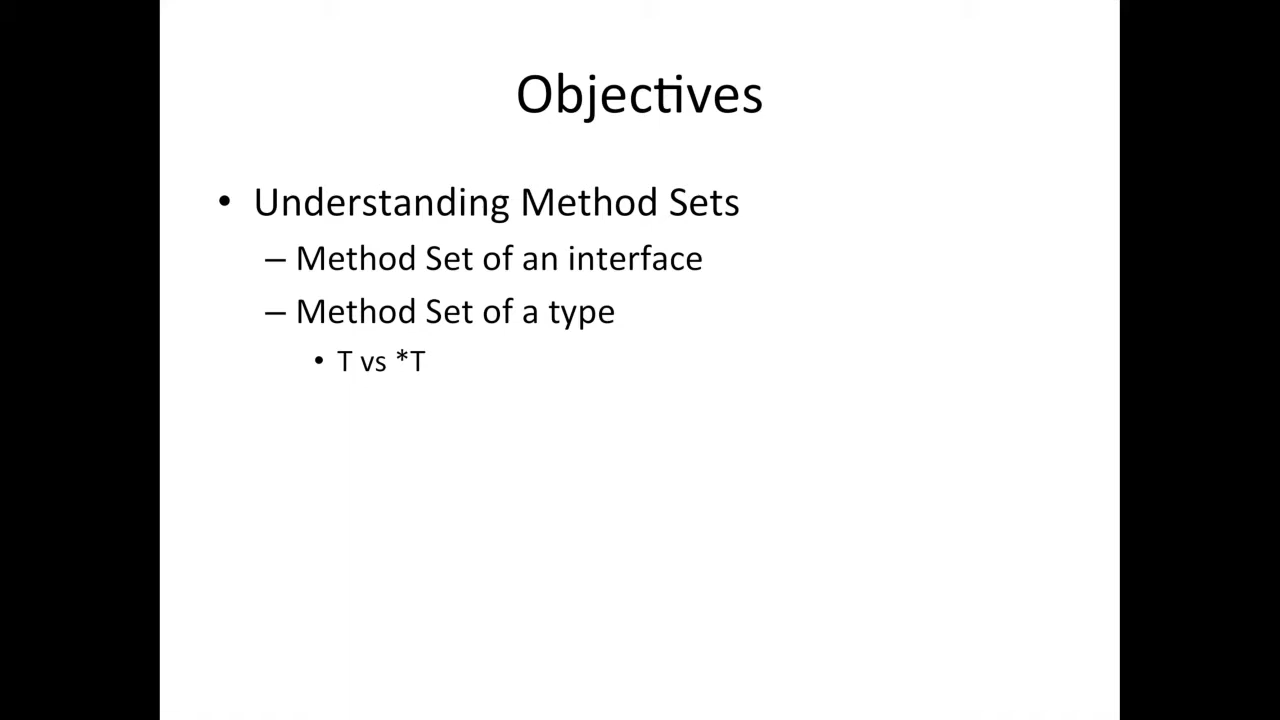 Objectives
• Understanding Method Sets
– Method Set of an interface
– Method Set of a type
• T vs *T